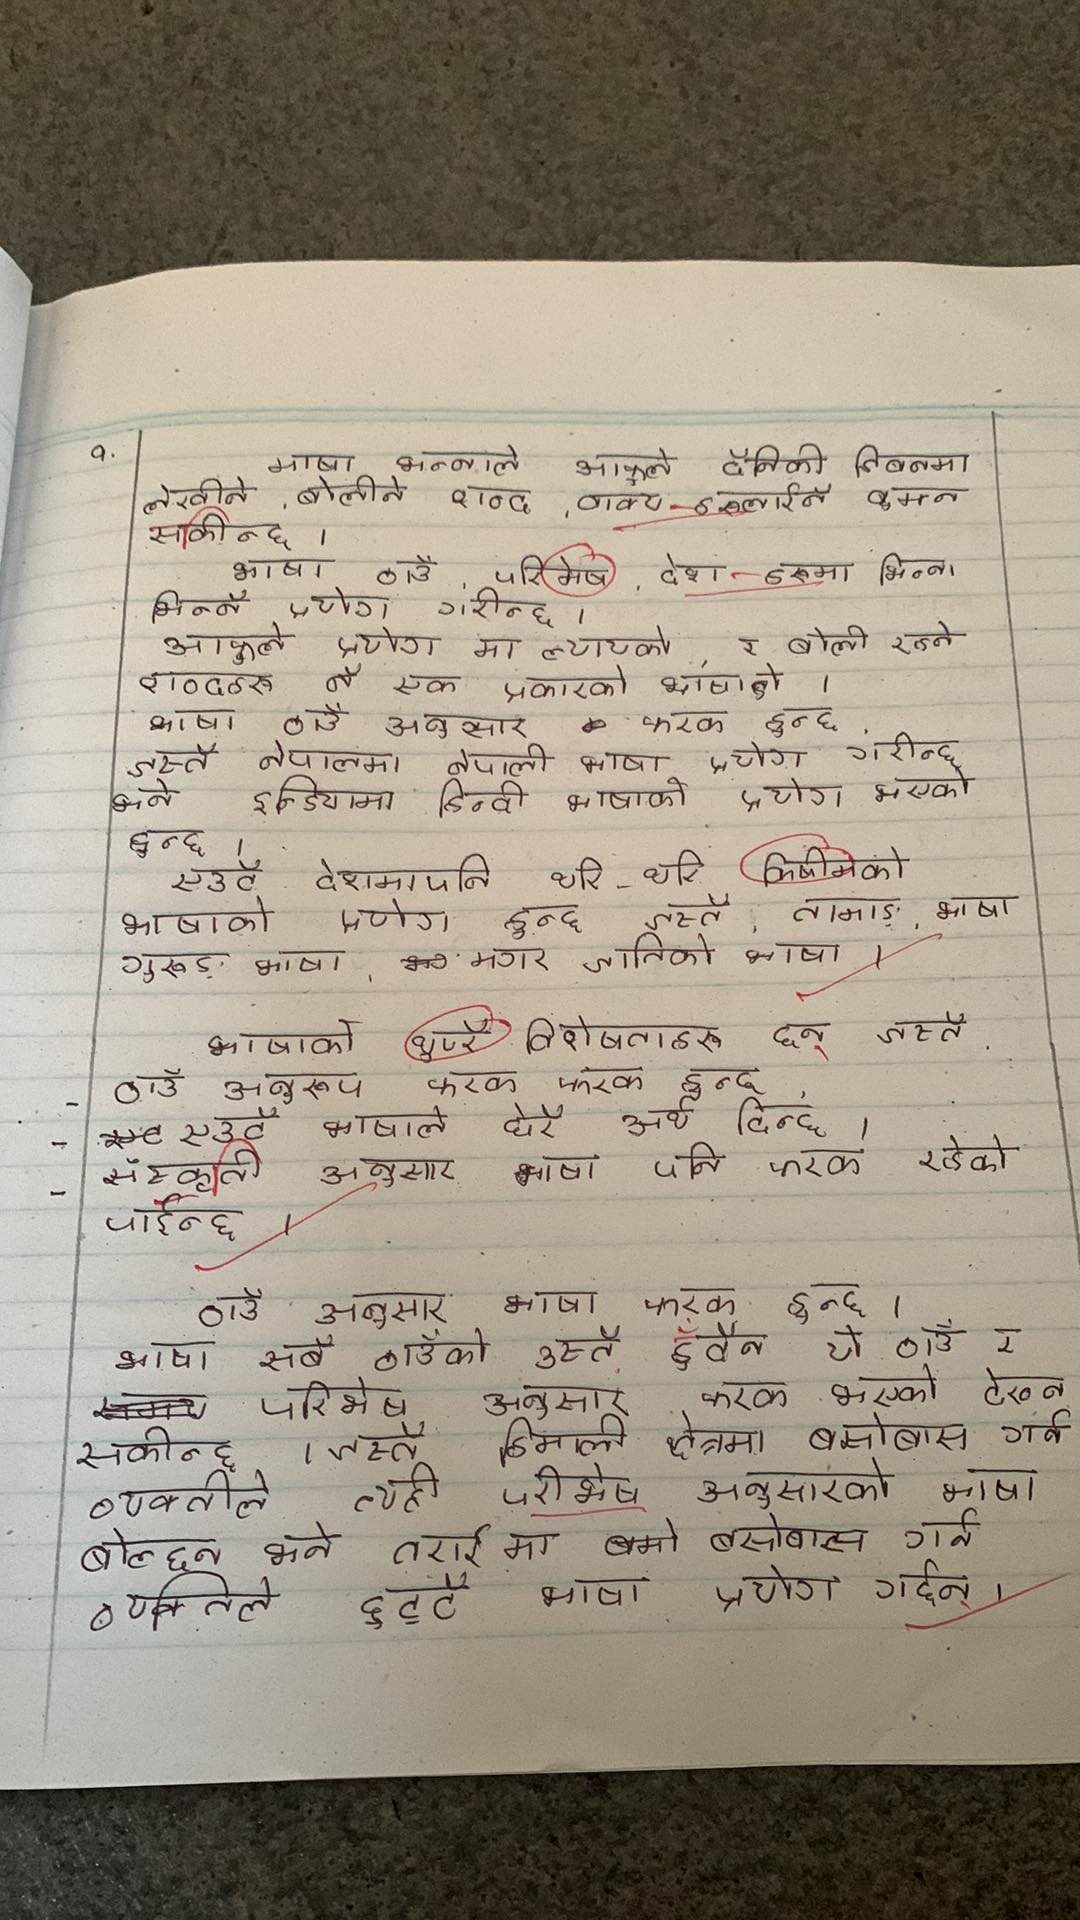 १. भाषा भन्नाले आफुले दैनिकी जिवनमा
लेखीने, बोलीने शब्द, वाक्य-हरूलाईनै बुझ्न
सकीन्छ ।
भाषा ठाउँ, परिभेष, देश-हरूमा भिन्ना
भिन्नै प्रयोग गरीन्छ ।
आफुले प्रयोग मा ल्यायको, र बोली रहने
शब्दहरू नै एक प्रकारको भाषाहो ।
भाषा ठाउँ अनुसार फरक हुन्छ,
जस्तै नेपालमा नेपाली भाषा प्रयोग गरीन्छ
भने इन्डियामा हिन्दी भाषाको प्रयोग भएको
हुन्छ ।
एउटै देशमापनि थरि-थरि किषीमको
भाषाको प्रयोग हुन्छ जस्तै, तामाङ, भाषा
गुरूङ भाषा, मगर जातिको भाषा ।
भाषाको थुप्रै विशेषताहरू छन् जस्तै,
- ठाउँ अनुरूप फरक फरक हुन्छ,
- एउटै भाषाले धेरै अर्थ दिन्छ ।
- संस्कृती अनुसार भाषा पनि फरक रहेको
पाईन्छ ।
ठाउँ अनुसार भाषा फरक हुन्छ ।
भाषा सबै ठाउँको उस्तै हुँदैन यो ठाउँ र
परिभेष अनुसार फरक भएको देख्न
सकीन्छ । जस्तै हिमाली क्षेत्रमा बसोबास गर्ने
व्यक्तीले त्यही परीभेष अनुसारको भाषा
बोल्छन भने तराई मा बसोबास गर्ने
व्यक्तिले छुट्टै भाषा प्रयोग गर्दछन् ।